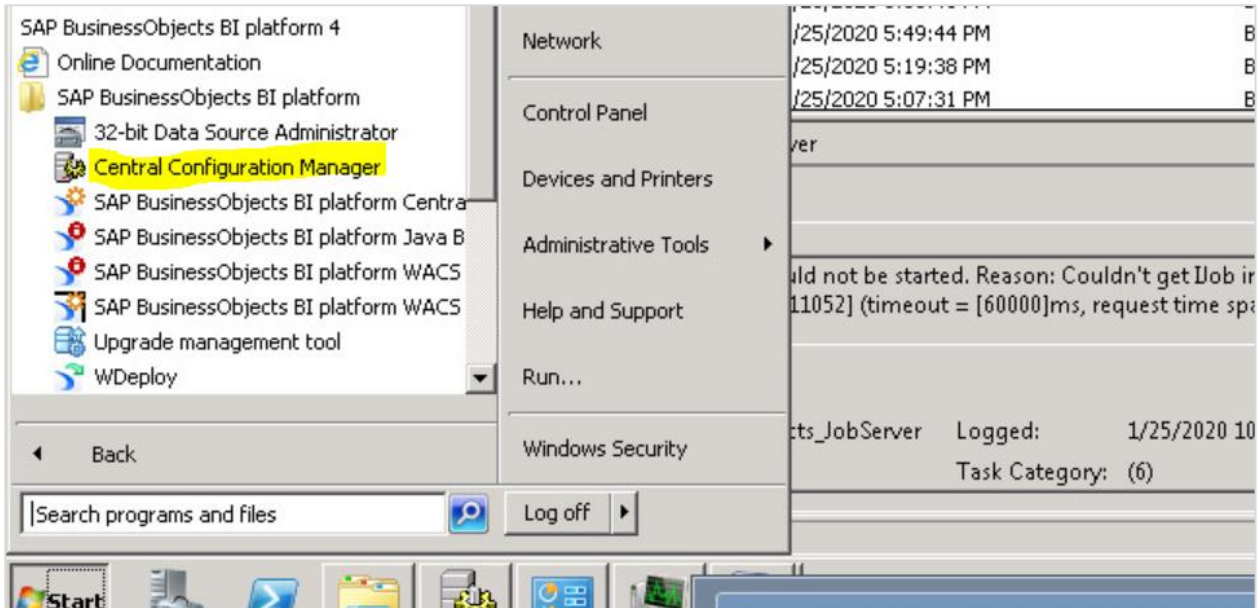 SAP BusinessObjects BI platform 4
Online Documentation
SAP BusinessObjects BI platform
32-bit Data Source Administrator
Central Configuration Manager
SAP BusinessObjects BI platform Centra
SAP BusinessObjects BI platform Java B
SAP BusinessObjects BI platform WACS
SAP BusinessObjects BI platform WACS
Upgrade management tool
WDeploy
Back
Search programs and files
Start
Network
Control Panel
Devices and Printers
Administrative Tools
Help and Support
Run...
Windows Security
Log off
/25/2020 5:49:44 PM B
/25/2020 5:19:38 PM B
/25/2020 5:07:31 PM B
ver
uld not be started. Reason: Couldn't get IJob in
11052] (timeout = [60000]ms, request time spa
cts_JobServer Logged: 1/25/2020 10
Task Category: (6)